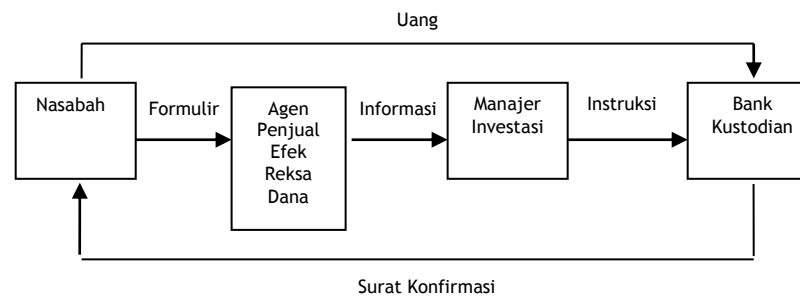 Uang
Nasabah
Formulir
Agen
Penjual
Efek
Reksa
Dana
Informasi
Manajer
Investasi
Instruksi
Bank
Kustodian
Surat Konfirmasi